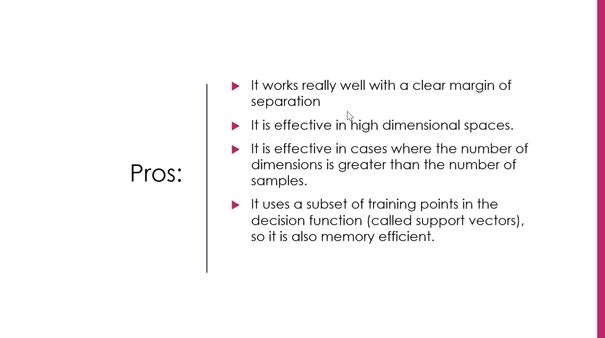 Pros:
It works really well with a clear margin of
separation
It is effective in high dimensional spaces.
It is effective in cases where the number of
dimensions is greater than the number of
samples.
It uses a subset of training points in the
decision function (called support vectors),
so it is also memory efficient.